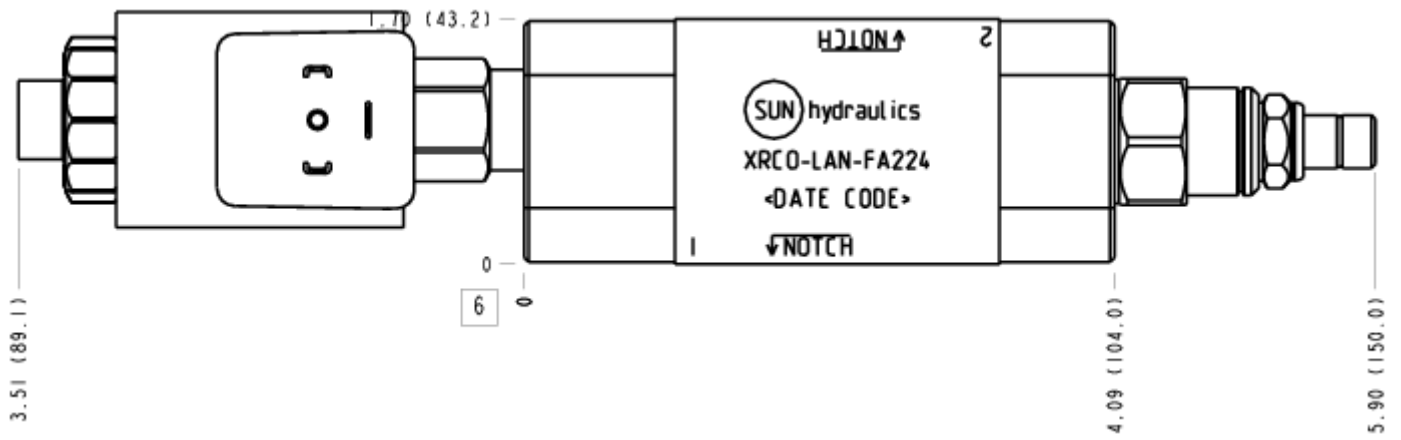 1.70 (43.2)
NOTCH
2
SUN hydraulics
XRCO-LAN-FA224
<DATE CODE>
1
NOTCH
0
6
0
3.51 (89.1)
4.09 (104.0)
5.90 (150.0)